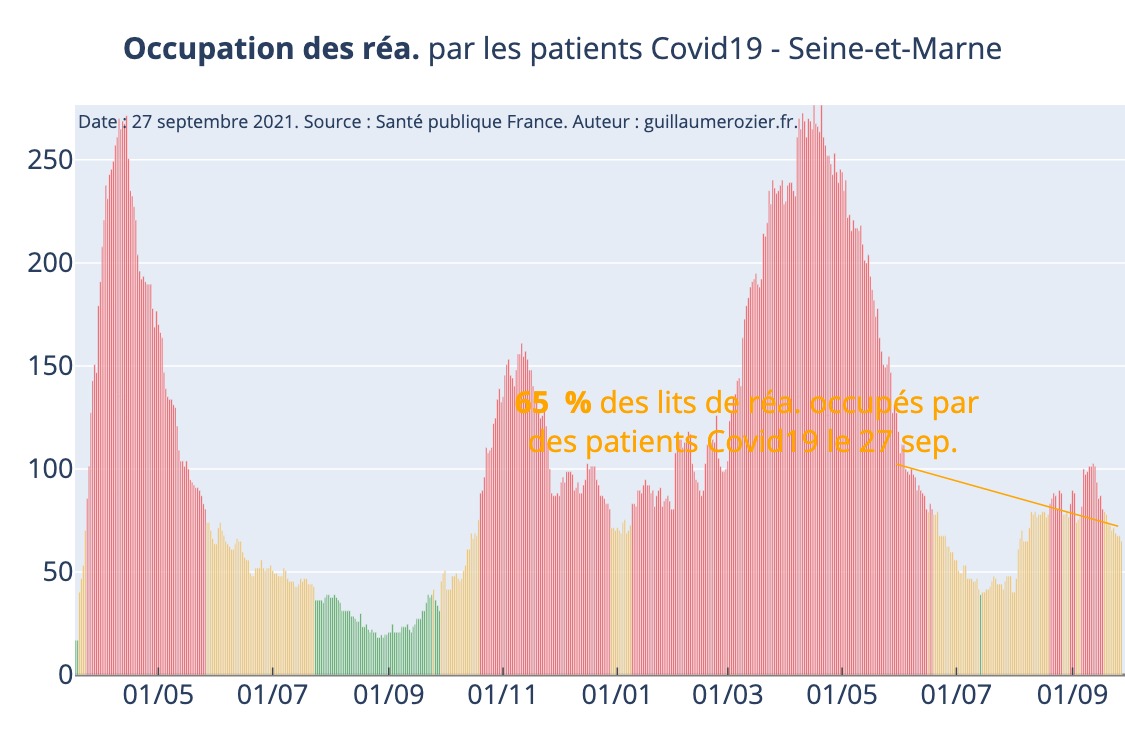 Occupation des réa. par les patients Covid19 - Seine-et-Marne
Date : 27 septembre 2021. Source : Santé publique France. Auteur : guillaumerozier.fr.
250
200
150
65 % des lits de réa. occupés par
des patients Covid19 le 27 sep.
100
50
0
01/05 01/07 01/09 01/11 01/01 01/03 01/05 01/07 01/09